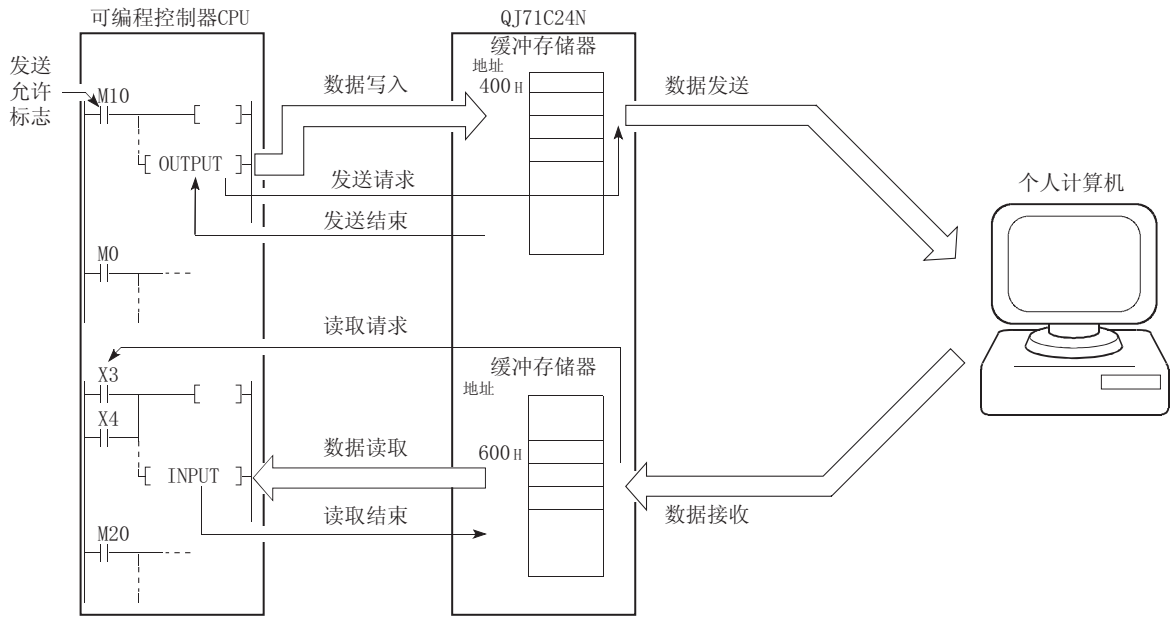 可编程控制器CPU
QJ71C24N
缓冲存储器
地址
400H
发送
允许
标志
M10
数据写入
数据发送
OUTPUT
发送请求
个人计算机
发送结束
M0
读取请求
缓冲存储器
X3
地址
X4
数据读取
600H
INPUT
读取结束
数据接收
M20